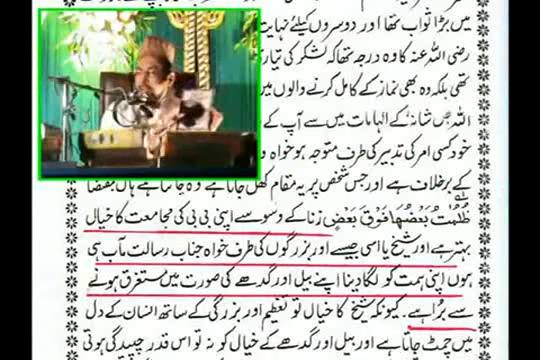 میں بڑا ثواب تھا اور دوسروں کیلئے نہایت
رضی اللہ عنہ کا وہ درجہ تھا کہ لشکر کی تیاری
تھی بلکہ وہ بھی نماز کے کامل کرنے والوں میں
اللہ جل شانہ کے الہامات میں سے آپ کے
خود کسی امر کی تدبیر کی طرف متوجہ ہو خواہ وہ
کے برخلاف ہے اور جس شخص پر یہ مقام کھل جاتا ہے وہ جانتا ہے ہاں بمقتضا
ظُلُمٰتٌ بَعْضُهَا فَوْقَ بَعْضٍ زنا کے وسوسے سے اپنی بی بی کی مجامعت کا خیال
بہتر ہے اور شیخ یا اسی جیسے اور بزرگوں کی طرف خواہ جناب رسالت مآب ہی
ہوں اپنی ہمت کو لگا دینا اپنے بیل اور گدھے کی صورت میں مستغرق ہونے
سے بُرا ہے۔ کیونکہ شیخ کا خیال تو تعظیم اور بزرگی کے ساتھ انسان کے دل
میں چمٹ جاتا ہے اور بیل اور گدھے کے خیال کو نہ تو اس قدر چسپیدگی ہوتی